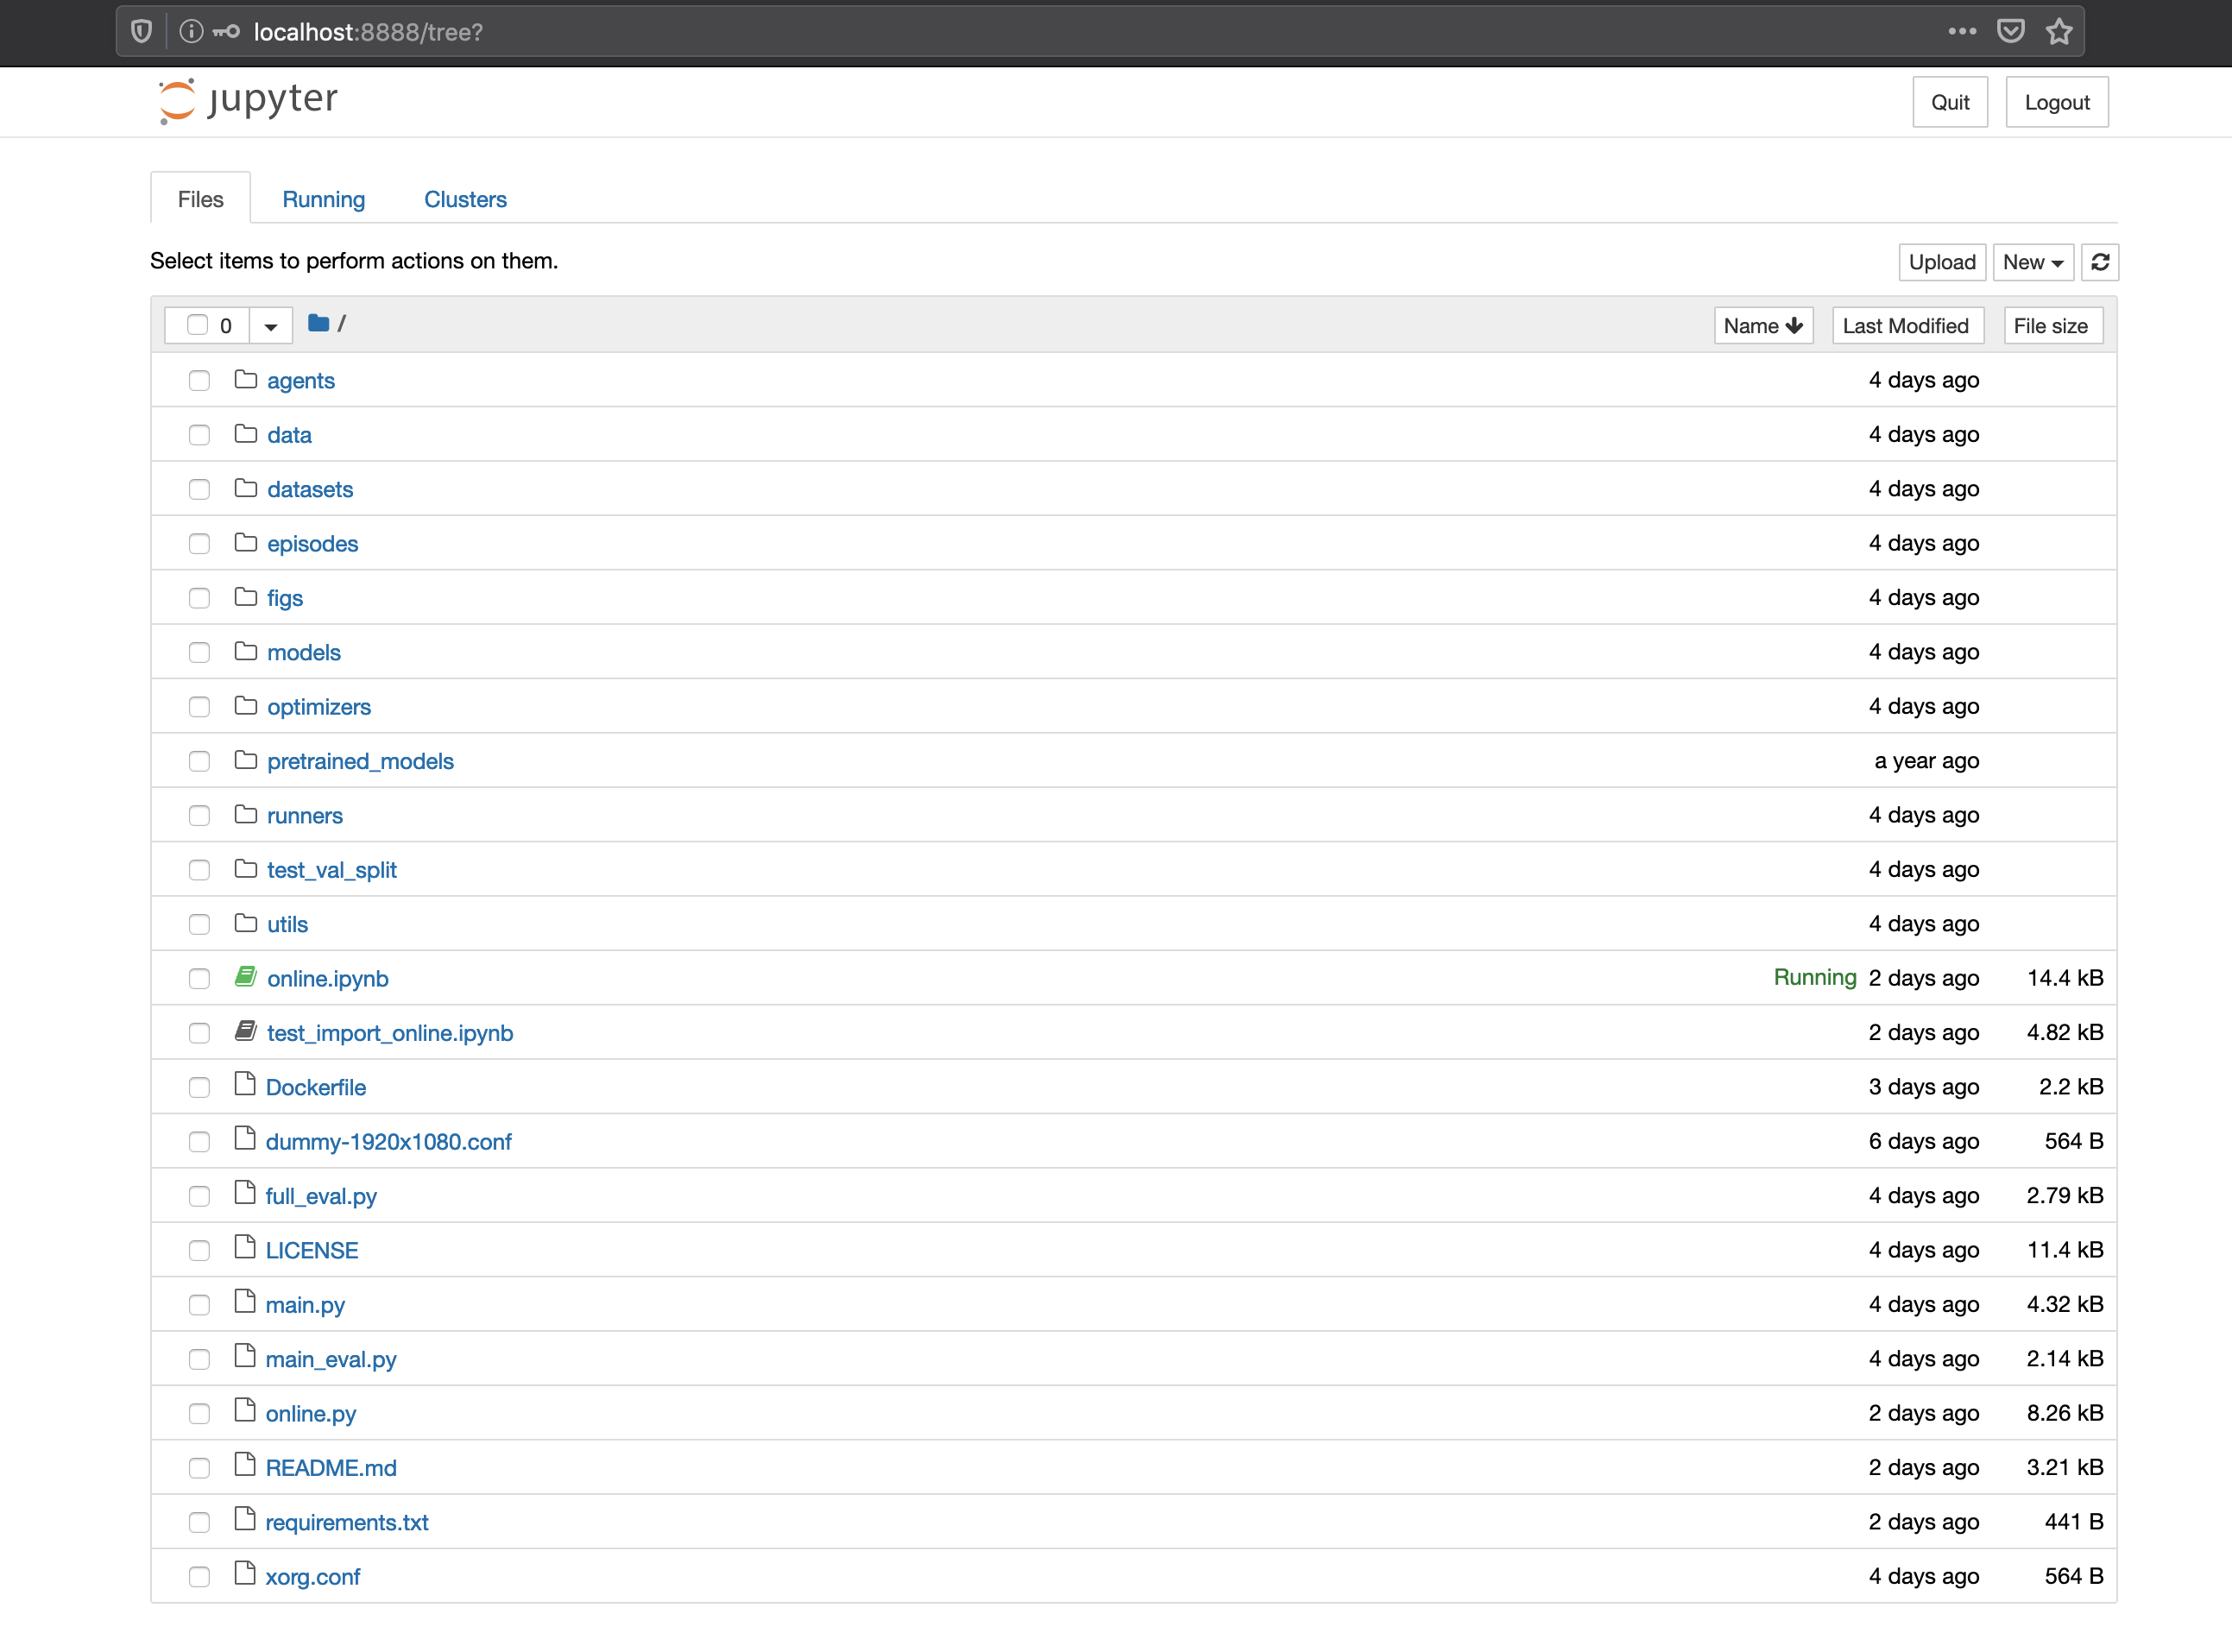 localhost:8888/tree?
jupyter
Quit Logout
Files Running Clusters
Select items to perform actions on them.
Upload New
0 / Name Last Modified File size
agents 4 days ago
data 4 days ago
datasets 4 days ago
episodes 4 days ago
figs 4 days ago
models 4 days ago
optimizers 4 days ago
pretrained_models a year ago
runners 4 days ago
test_val_split 4 days ago
utils 4 days ago
online.ipynb Running 2 days ago 14.4 kB
test_import_online.ipynb 2 days ago 4.82 kB
Dockerfile 3 days ago 2.2 kB
dummy-1920x1080.conf 6 days ago 564 B
full_eval.py 4 days ago 2.79 kB
LICENSE 4 days ago 11.4 kB
main.py 4 days ago 4.32 kB
main_eval.py 4 days ago 2.14 kB
online.py 2 days ago 8.26 kB
README.md 2 days ago 3.21 kB
requirements.txt 2 days ago 441 B
xorg.conf 4 days ago 564 B